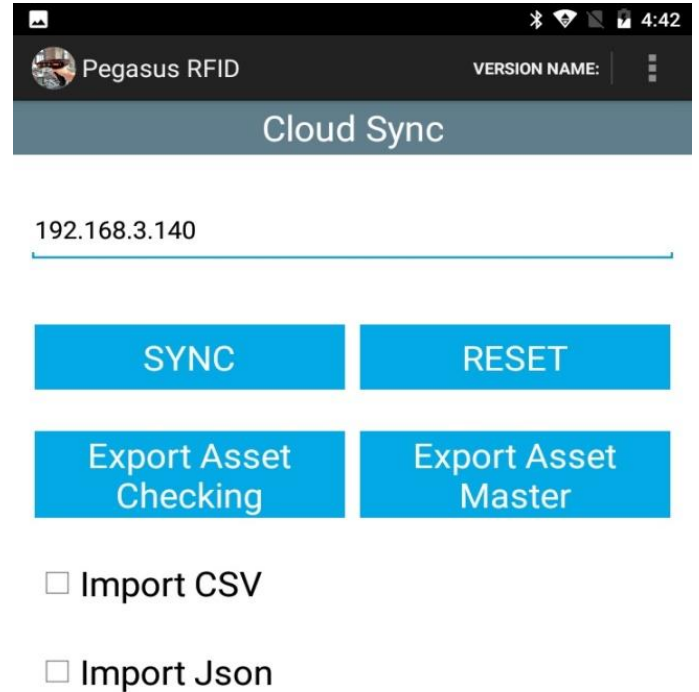 4:42
Pegasus RFID VERSION NAME:
Cloud Sync
192.168.3.140
SYNC RESET
Export Asset Export Asset
Checking Master
Import CSV
Import Json